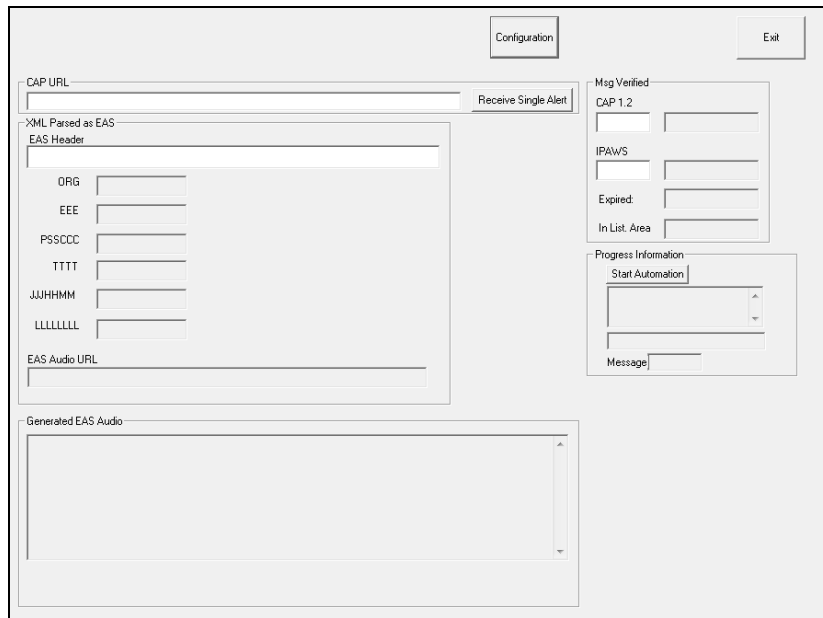 Configuration
Exit
CAP URL
Receive Single Alert
XML Parsed as EAS
EAS Header
ORG
EEE
PSSCCC
TTTT
JJHHMM
LLLLLLLL
EAS Audio URL
Msg Verified
CAP 1.2
IPAWS
Expired:
In List. Area
Progress Information
Start Automation
Message
Generated EAS Audio